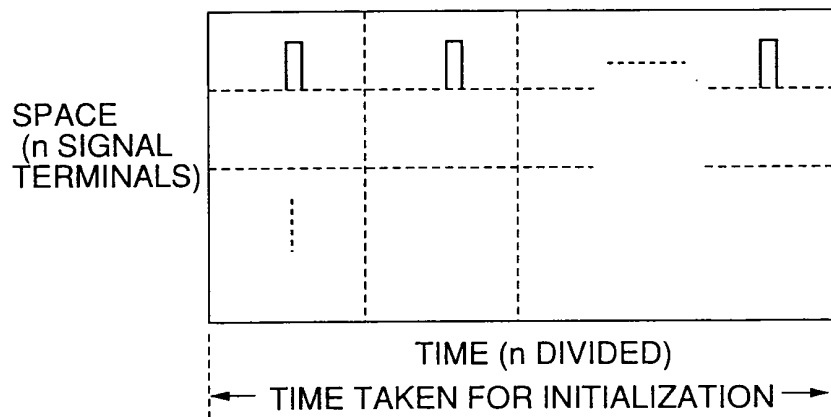 SPACE
(n SIGNAL
TERMINALS)
TIME (n DIVIDED)
TIME TAKEN FOR INITIALIZATION